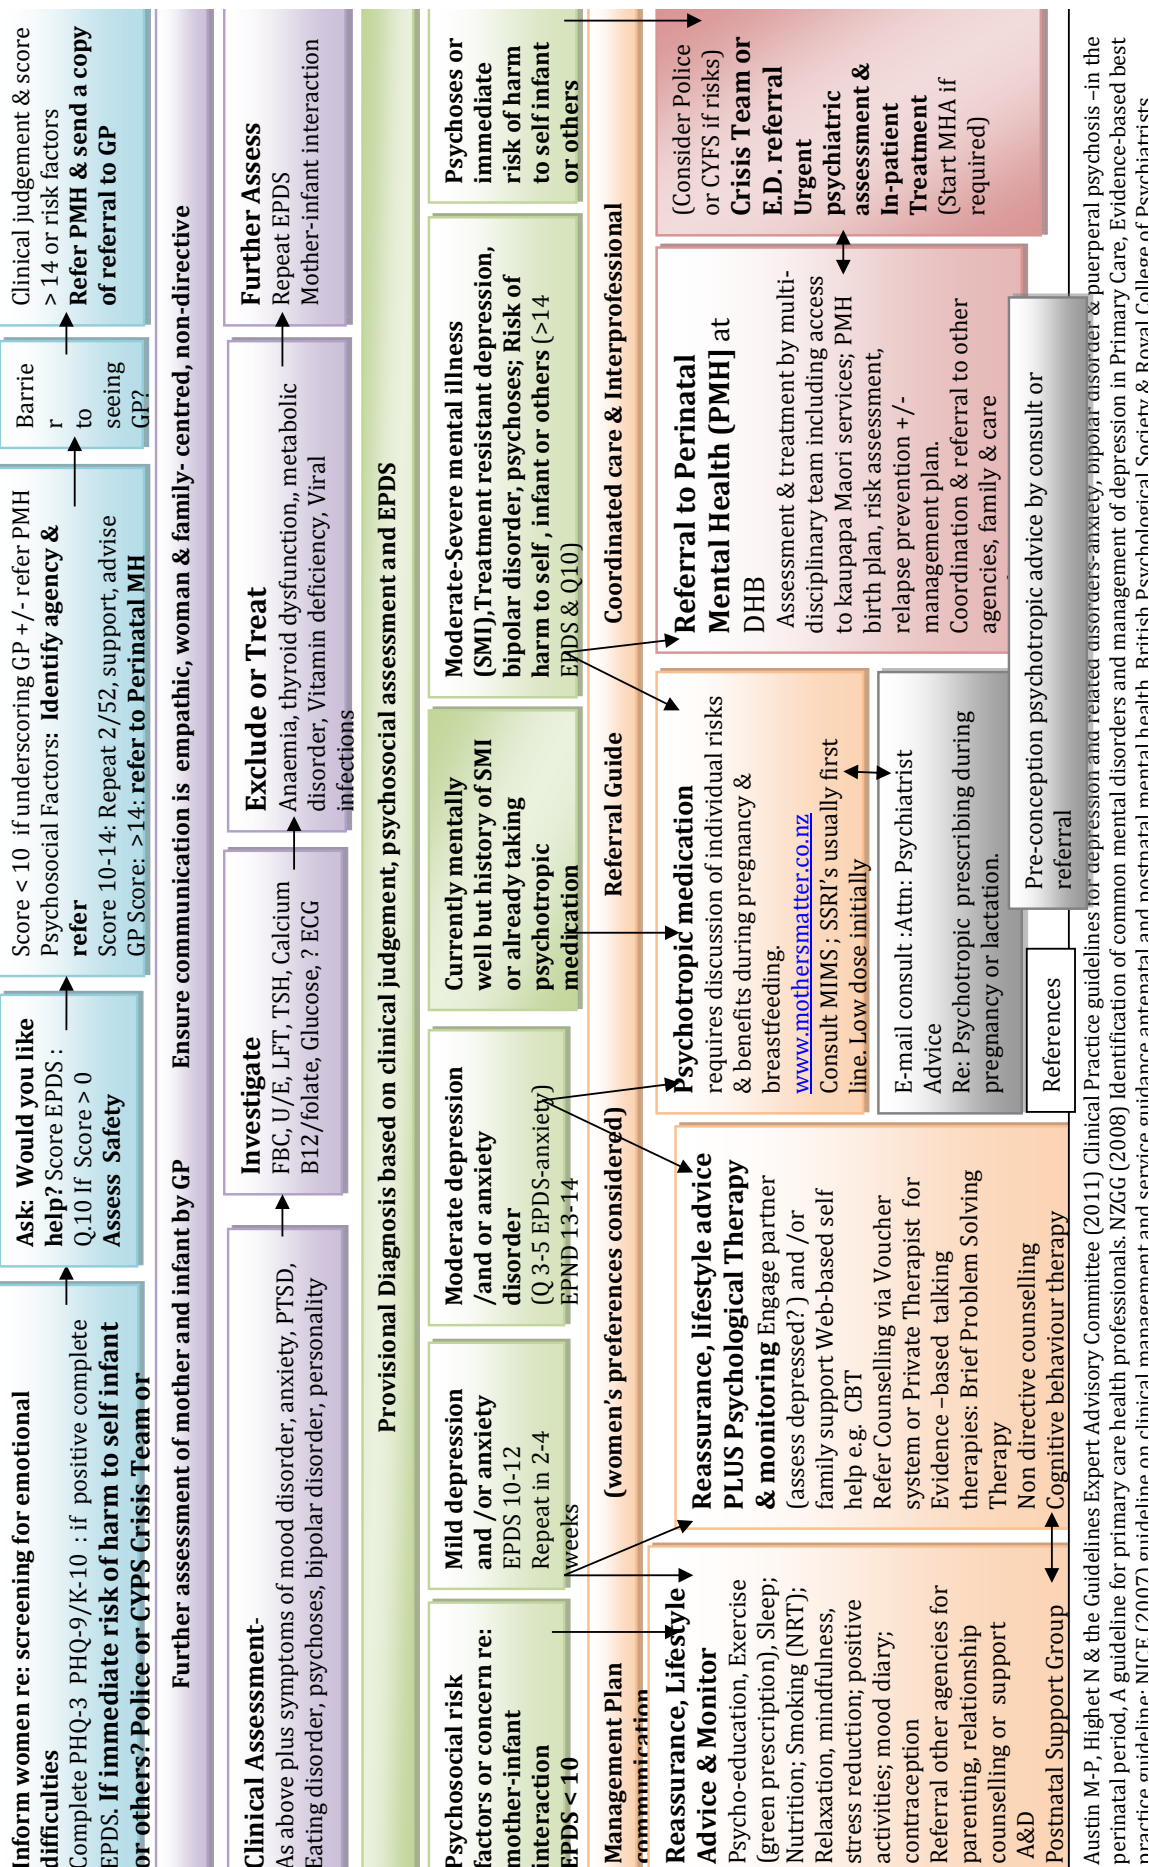 Inform women re: screening for emotional
difficulties
Complete PHQ-3 PHQ-9/K-10 : if positive complete
EPDS. If immediate risk of harm to self infant
or others? Police or CYPS Crisis Team or
Ask: Would you like
help? Score EPDS :
Q.10 If Score > 0
Assess Safety
Score < 10 if underscoring GP +/- refer PMH
Psychosocial Factors: Identify agency &
refer
Score 10-14: Repeat 2/52, support, advise
GP Score: >14: refer to Perinatal MH
Barrie
r
to
seeing
GP?
Clinical judgement & score
> 14 or risk factors
Refer PMH & send a copy
of referral to GP
Further assessment of mother and infant by GP Ensure communication is empathic, woman & family- centred, non-directive
Clinical Assessment-
As above plus symptoms of mood disorder, anxiety, PTSD,
Eating disorder, psychoses, bipolar disorder, personality
Investigate
FBC, U/E, LFT, TSH, Calcium
B12/folate, Glucose, ? ECG
Exclude or Treat
Anaemia, thyroid dysfunction,, metabolic
disorder, Vitamin deficiency, Viral
infections
Further Assess
Repeat EPDS
Mother-infant interaction
Provisional Diagnosis based on clinical judgement, psychosocial assessment and EPDS
Psychosocial risk
factors or concern re:
mother-infant
interaction
EPDS < 10
Mild depression
and /or anxiety
EPDS 10-12
Repeat in 2-4
weeks
Moderate depression
/and or anxiety
disorder
(Q 3-5 EPDS-anxiety)
EPND 13-14
Currently mentally
well but history of SMI
or already taking
psychotropic
medication
Moderate-Severe mental illness
(SMI),Treatment resistant depression,
bipolar disorder, psychoses; Risk of
harm to self , infant or others (>14
EPDS & Q10)
Psychoses or
immediate
risk of harm
to self infant
or others
Management Plan (women's preferences considered) Referral Guide Coordinated care & Interprofessional
communication
Reassurance, Lifestyle
Advice & Monitor
Psycho-education, Exercise
(green prescription), Sleep;
Nutrition; Smoking (NRT);
Relaxation, mindfulness,
stress reduction; positive
activities; mood diary;
contraception
Referral other agencies for
parenting, relationship
counselling or support
A&D
Postnatal Support Group
Reassurance, lifestyle advice
PLUS Psychological Therapy
& monitoring Engage partner
(assess depressed? ) and /or
family support Web-based self
help e.g. CBT
Refer Counselling via Voucher
system or Private Therapist for
Evidence –based talking
therapies: Brief Problem Solving
Therapy
Non directive counselling
Cognitive behaviour therapy
Psychotropic medication
requires discussion of individual risks
& benefits during pregnancy &
breastfeeding.
www.mothersmatter.co.nz
Consult MIMS ; SSRI's usually first
line. Low dose initially
E-mail consult :Attn: Psychiatrist
Advice
Re: Psychotropic prescribing during
pregnancy or lactation.
Referral to Perinatal
Mental Health (PMH] at
DHB
Assessment & treatment by multi-
disciplinary team including access
to kaupapa Maori services; PMH
birth plan, risk assessment,
relapse prevention +/-
management plan.
Coordination & referral to other
agencies, family & care
(Consider Police
or CYFS if risks)
Crisis Team or
E.D. referral
Urgent
psychiatric
assessment &
In-patient
Treatment
(Start MHA if
required)
References
Pre-conception psychotropic advice by consult or
referral
Austin M-P, Highet N & the Guidelines Expert Advisory Committee (2011) Clinical Practice guidelines for depression and related disorders-anxiety, bipolar disorder & puerperal psychosis –in the
perinatal period, A guideline for primary care health professionals. NZGG (2008) Identification of common mental disorders and management of depression in Primary Care, Evidence-based best
practice guideline; NICE (2007) guideline on clinical management and service guidance antenatal and postnatal mental health. British Psychological Society & Royal College of Psychiatrists